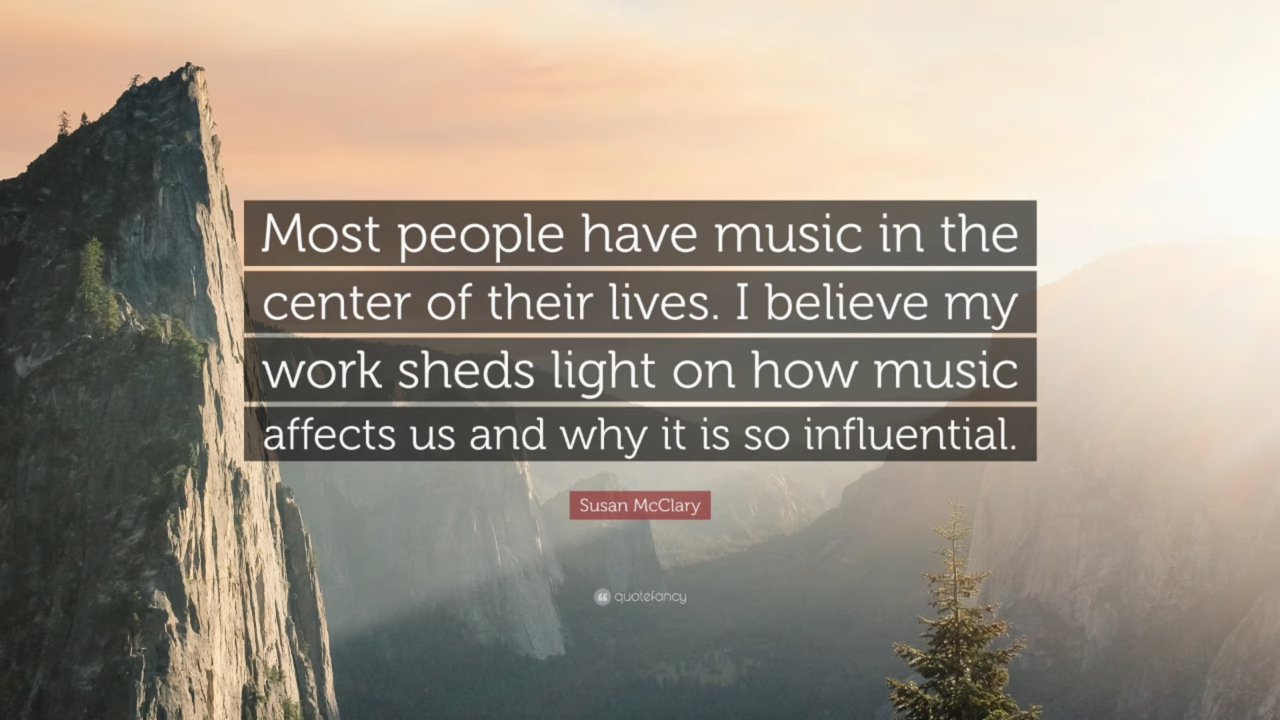 Most people have music in the
center of their lives. I believe my
work sheds light on how music
affects us and why it is so influential.
Susan McClary
quotefancy